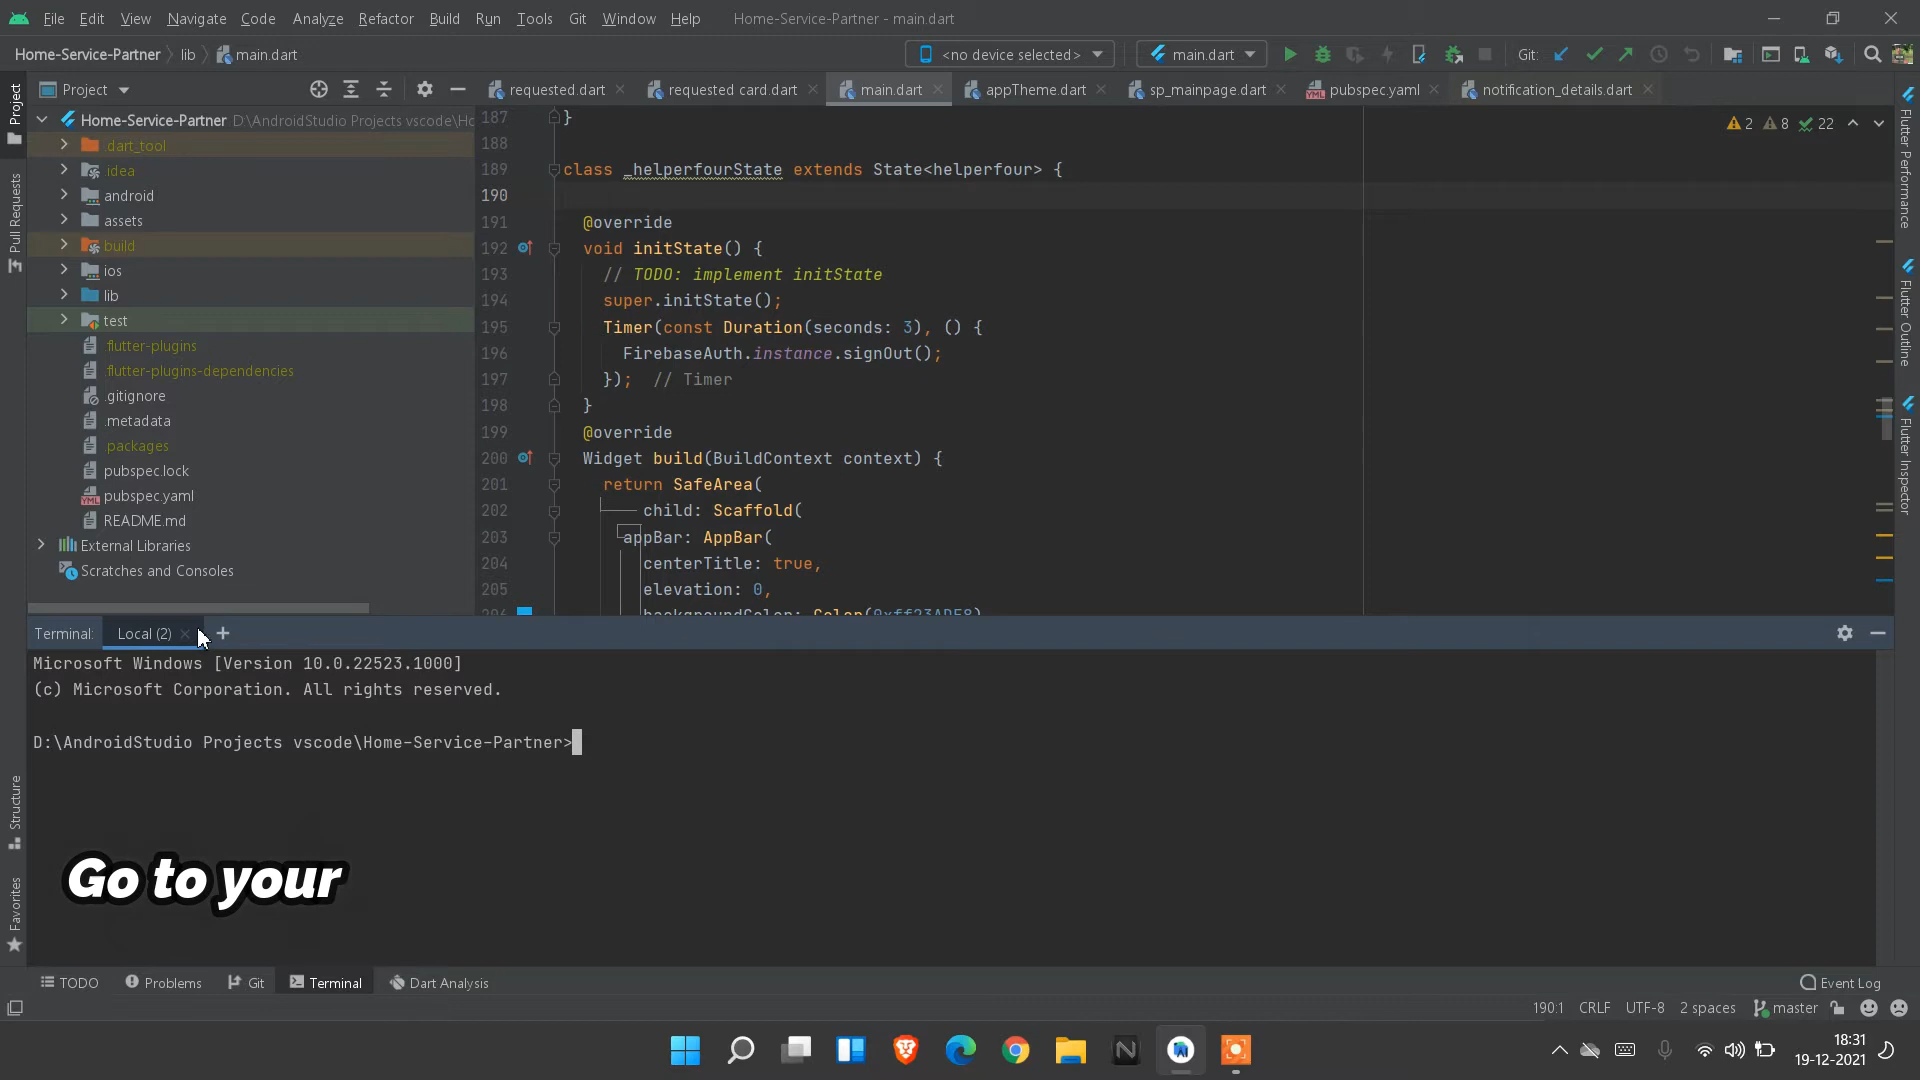 File Edit View Navigate Code Analyze Refactor Build Run Tools Git Window Help Home-Service-Partner - main.dart
Home-Service-Partner lib main.dart <no device selected> main.dart Git:
Project requested.dart requested card.dart main.dart appTheme.dart sp_mainpage.dart pubspec.yaml notification_details.dart
Project
Pull Requests
Structure
Favorites
Home-Service-Partner D:\AndroidStudio Projects vscode\Ho
.dart_tool
.idea
android
assets
build
ios
lib
test
.flutter-plugins
.flutter-plugins-dependencies
.gitignore
.metadata
.packages
pubspec.lock
pubspec.yaml
README.md
External Libraries
Scratches and Consoles
2 8 22
187 }
188
189 class _helperfourState extends State<helperfour> {
190
191 @override
192 void initState() {
193 // TODO: implement initState
194 super.initState();
195 Timer(const Duration(seconds: 3), () {
196 FirebaseAuth.instance.signOut();
197 }); // Timer
198 }
199 @override
200 Widget build(BuildContext context) {
201 return SafeArea(
202 child: Scaffold(
203 appBar: AppBar(
204 centerTitle: true,
205 elevation: 0,
206 backgroundColor: Color(0xff23ADE8)
Flutter Performance
Flutter Outline
Flutter Inspector
Terminal: Local (2)
Microsoft Windows [Version 10.0.22523.1000]
(c) Microsoft Corporation. All rights reserved.
D:\AndroidStudio Projects vscode\Home-Service-Partner>
Go to your
TODO Problems Git Terminal Dart Analysis Event Log
190:1 CRLF UTF-8 2 spaces master
18:31
19-12-2021